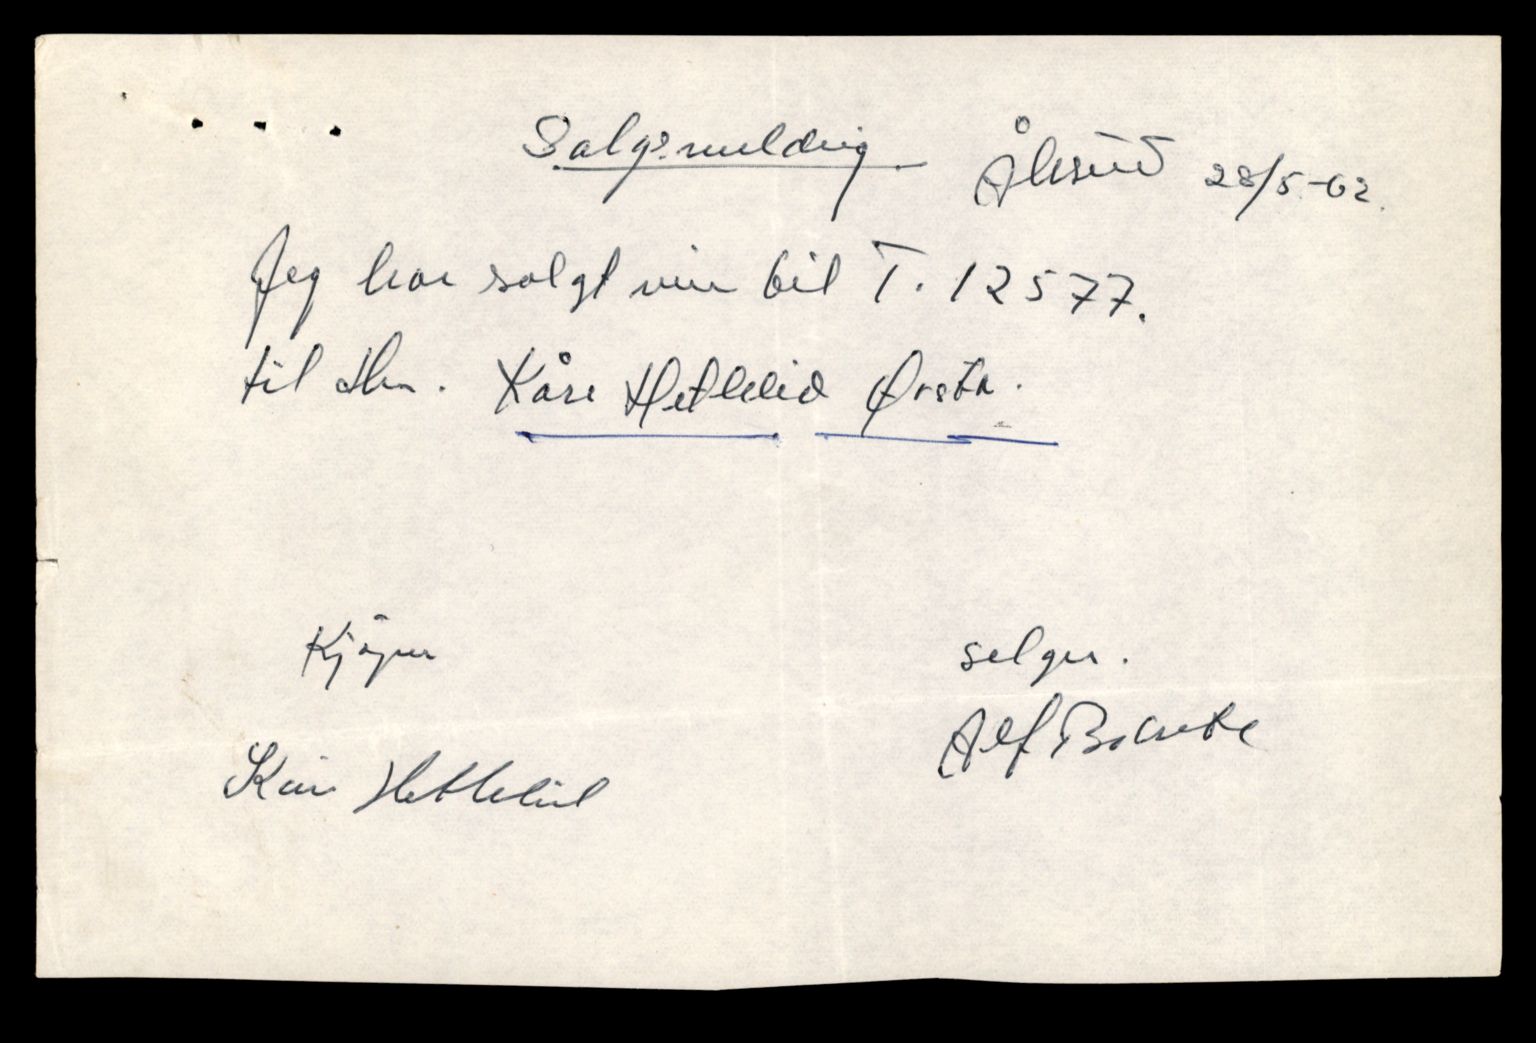 Salgsmelding Ålesund 28/5-62.
Jeg har solgt min bil T. 12577.
til Hr. Kåre Hetlelid Ørsta.
Kjøper selger.
Alf
Kåre Hetlelid